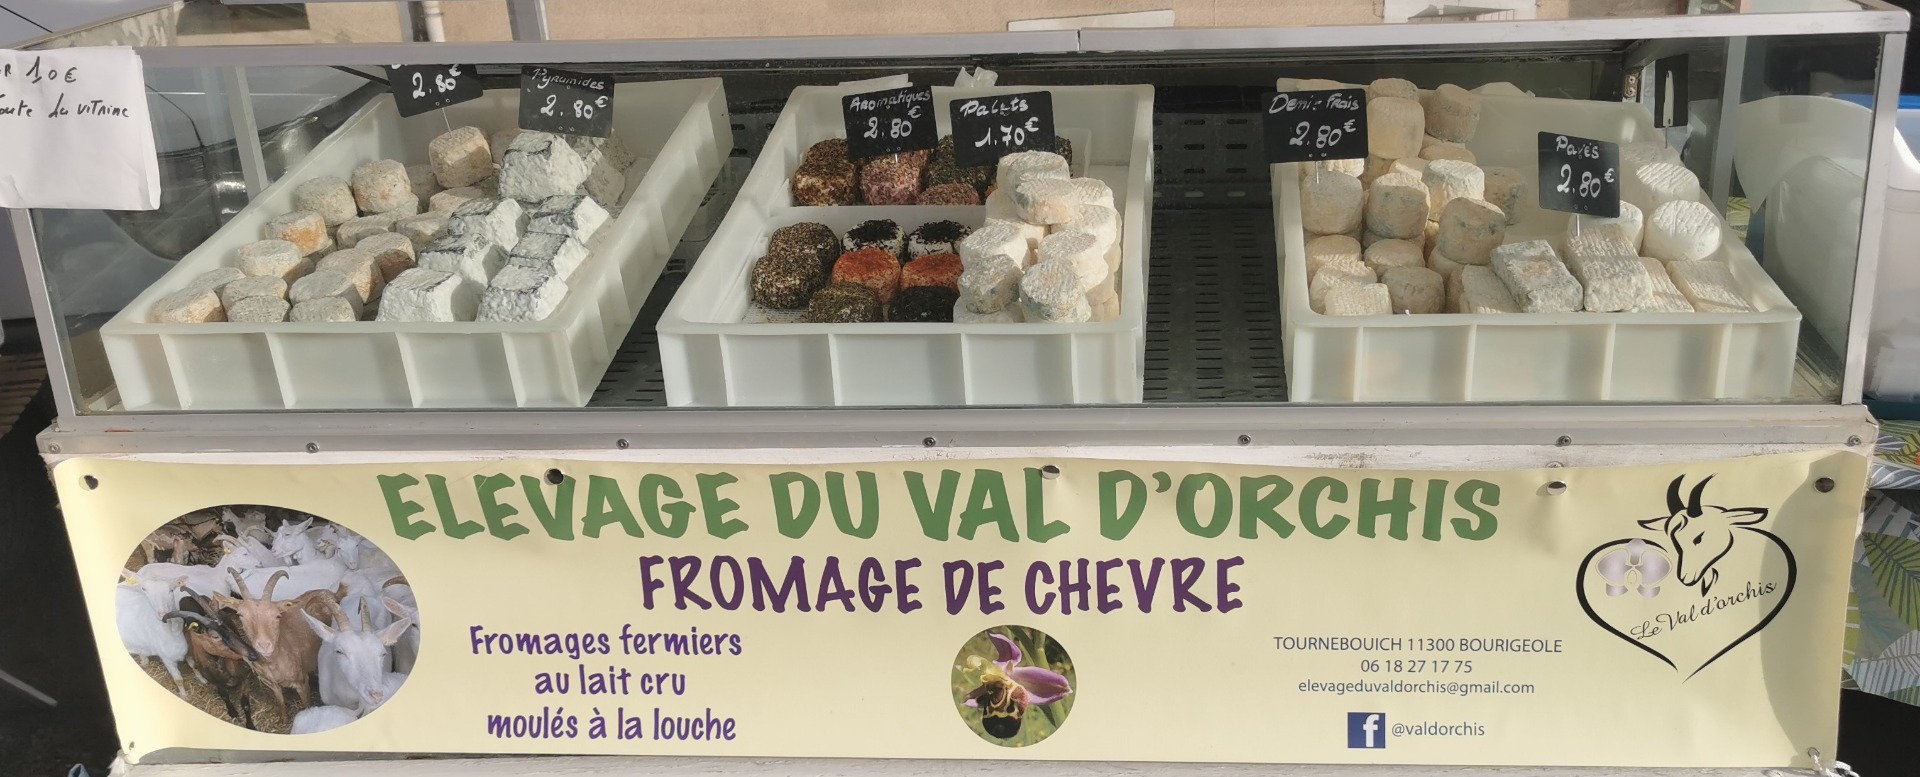 10€
toute la vitrine
2.80€
Pyramides
2.80€
Aromatiques
2.80€
Palets
1.70€
Demi-Frais
2.80€
Pavés
2.80€
ELEVAGE DU VAL D'ORCHIS
FROMAGE DE CHEVRE
Fromages fermiers
au lait cru
moulés à la louche
TOURNEBOUICH 11300 BOURIGEOLE
06 18 27 17 75
elevageduvaldorchis@gmail.com
@valdorchis
Le Val d'orchis